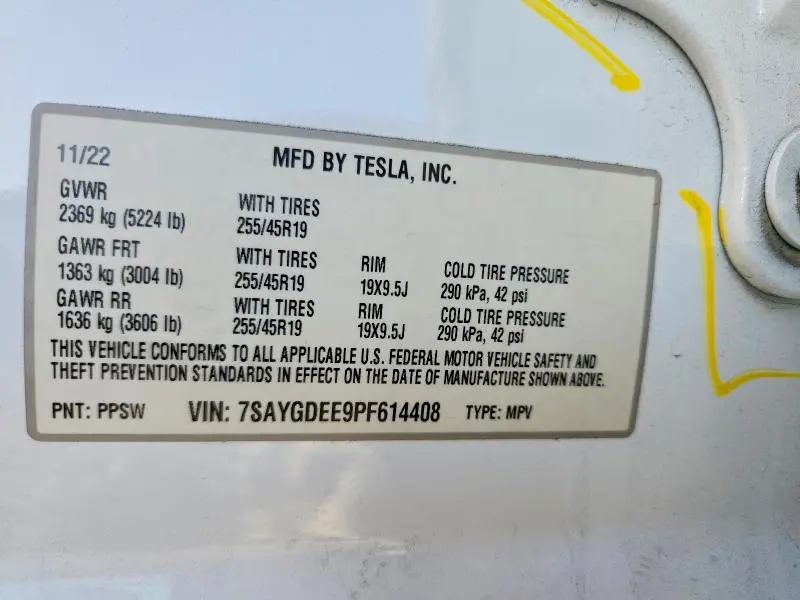 11/22 MFD BY TESLA, INC.
GVWR
2369 kg (5224 lb) WITH TIRES 255/45R19
GAWR FRT
1363 kg (3004 lb) WITH TIRES 255/45R19 RIM 19X9.5J COLD TIRE PRESSURE 290 kPa, 42 psi
GAWR RR
1636 kg (3606 lb) WITH TIRES 255/45R19 RIM 19X9.5J COLD TIRE PRESSURE 290 kPa, 42 psi
THIS VEHICLE CONFORMS TO ALL APPLICABLE U.S. FEDERAL MOTOR VEHICLE SAFETY AND
THEFT PREVENTION STANDARDS IN EFFECT ON THE DATE OF MANUFACTURE SHOWN ABOVE.
PNT: PPSW VIN: 7SAYGDEE9PF614408 TYPE: MPV